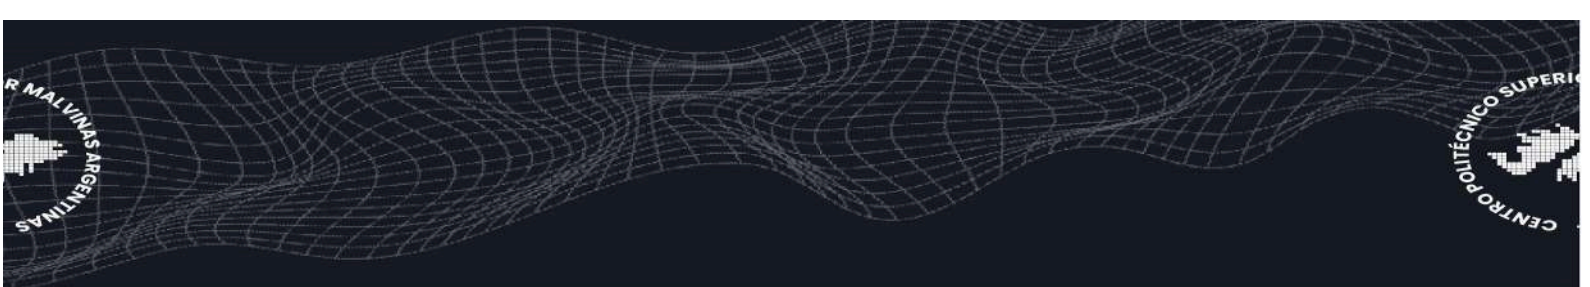 R MALVINAS ARGENTINAS
CENTRO POLITÉCNICO SUPERIO